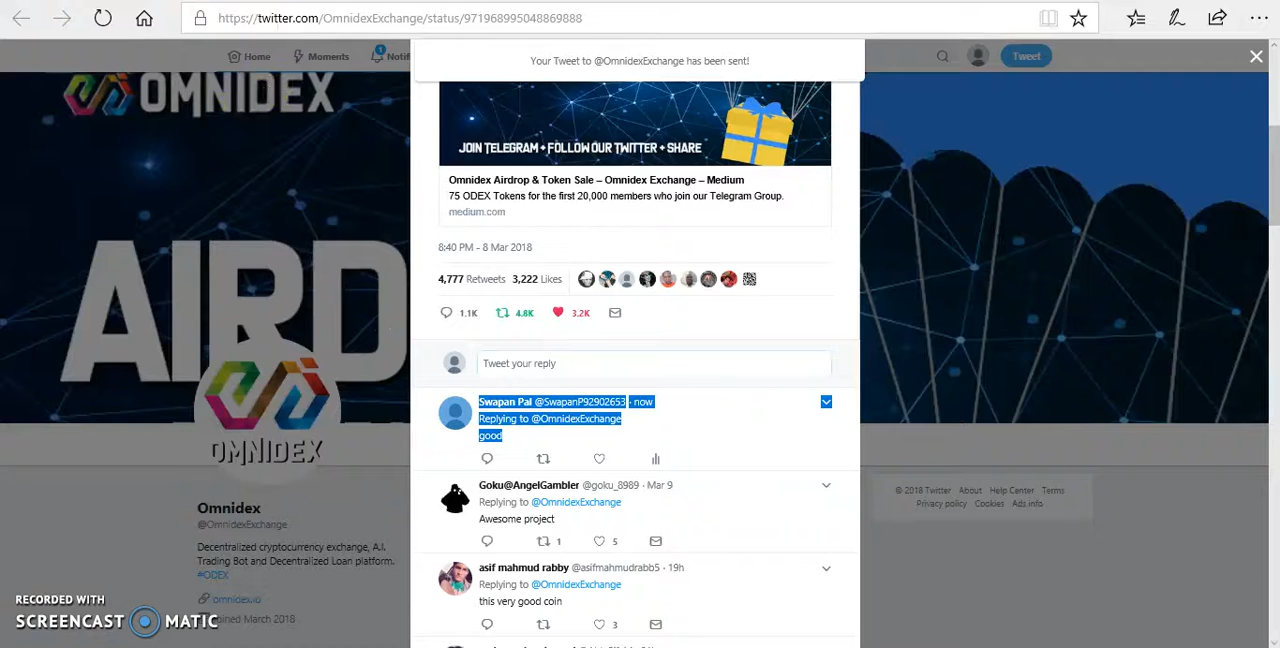 https://twitter.com/OmnidexExchange/status/971968995048869888
Home
Moments
1
Notifi
Your Tweet to @OmnidexExchange has been sent!
Tweet
OMNIDEX
JOIN TELEGRAM + FOLLOW OUR TWITTER + SHARE
Omnidex Airdrop & Token Sale – Omnidex Exchange – Medium
75 ODEX Tokens for the first 20,000 members who join our Telegram Group.
medium.com
8:40 PM - 8 Mar 2018
4,777 Retweets 3,222 Likes
1.1K 4.8K 3.2K
AIRD
OMNIDEX
Tweet your reply
Swapan Pal @SwapanP92902653 · now
Replying to @OmnidexExchange
good
Goku@AngelGambler @goku_8989 · Mar 9
Replying to @OmnidexExchange
Awesome project
1 5
asif mahmud rabby @asifmahmudrabb5 · 19h
Replying to @OmnidexExchange
this very good coin
3
Omnidex
@OmnidexExchange
Decentralized cryptocurrency exchange, A.I.
Trading Bot and Decentralized Loan platform.
#ODEX
omnidex.io
Joined March 2018
© 2018 Twitter About Help Center Terms
Privacy policy Cookies Ads info
RECORDED WITH
SCREENCAST MATIC